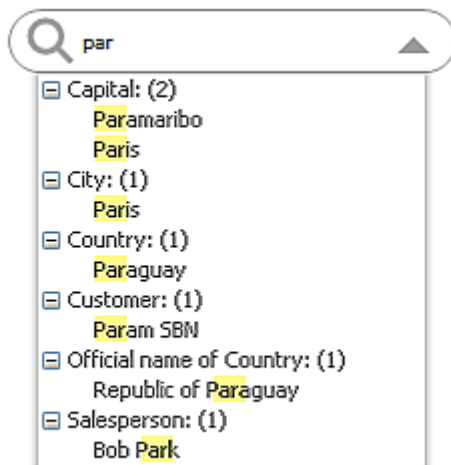 par
Capital: (2)
Paramaribo
Paris
City: (1)
Paris
Country: (1)
Paraguay
Customer: (1)
Param SBN
Official name of Country: (1)
Republic of Paraguay
Salesperson: (1)
Bob Park